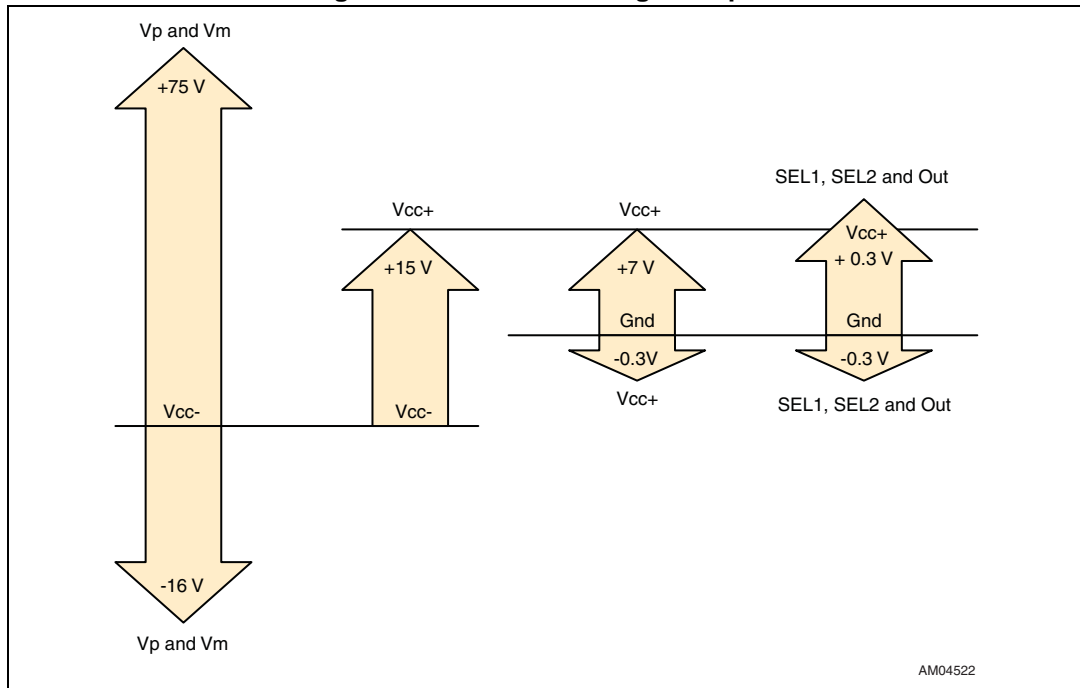 Vp and Vm
+75 V
Vcc-
-16 V
Vp and Vm
Vcc+
+15 V
Vcc-
Vcc+
+7 V
Gnd
-0.3V
Vcc+
SEL1, SEL2 and Out
Vcc+
+ 0.3 V
Gnd
-0.3 V
SEL1, SEL2 and Out
AM04522